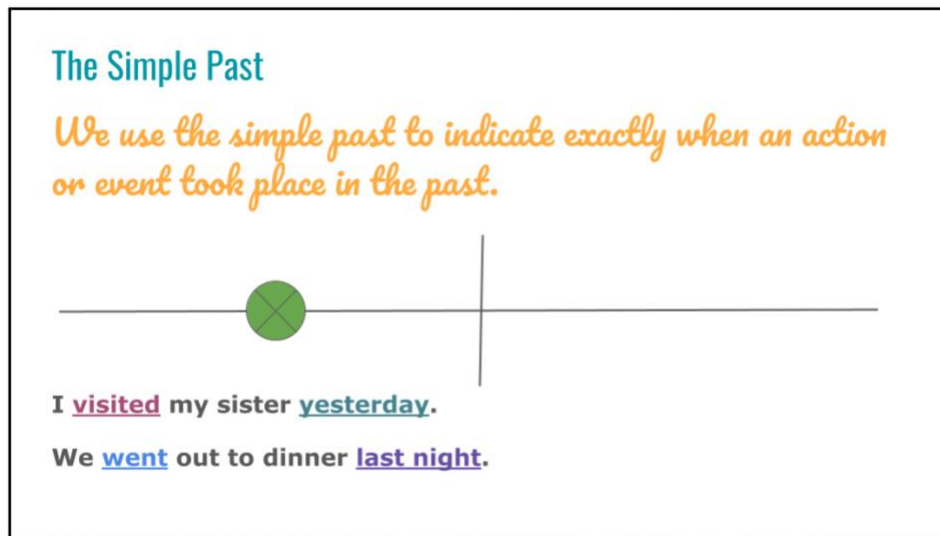 The Simple Past
We use the simple past to indicate exactly when an action
or event took place in the past.
I visited my sister yesterday.
We went out to dinner last night.